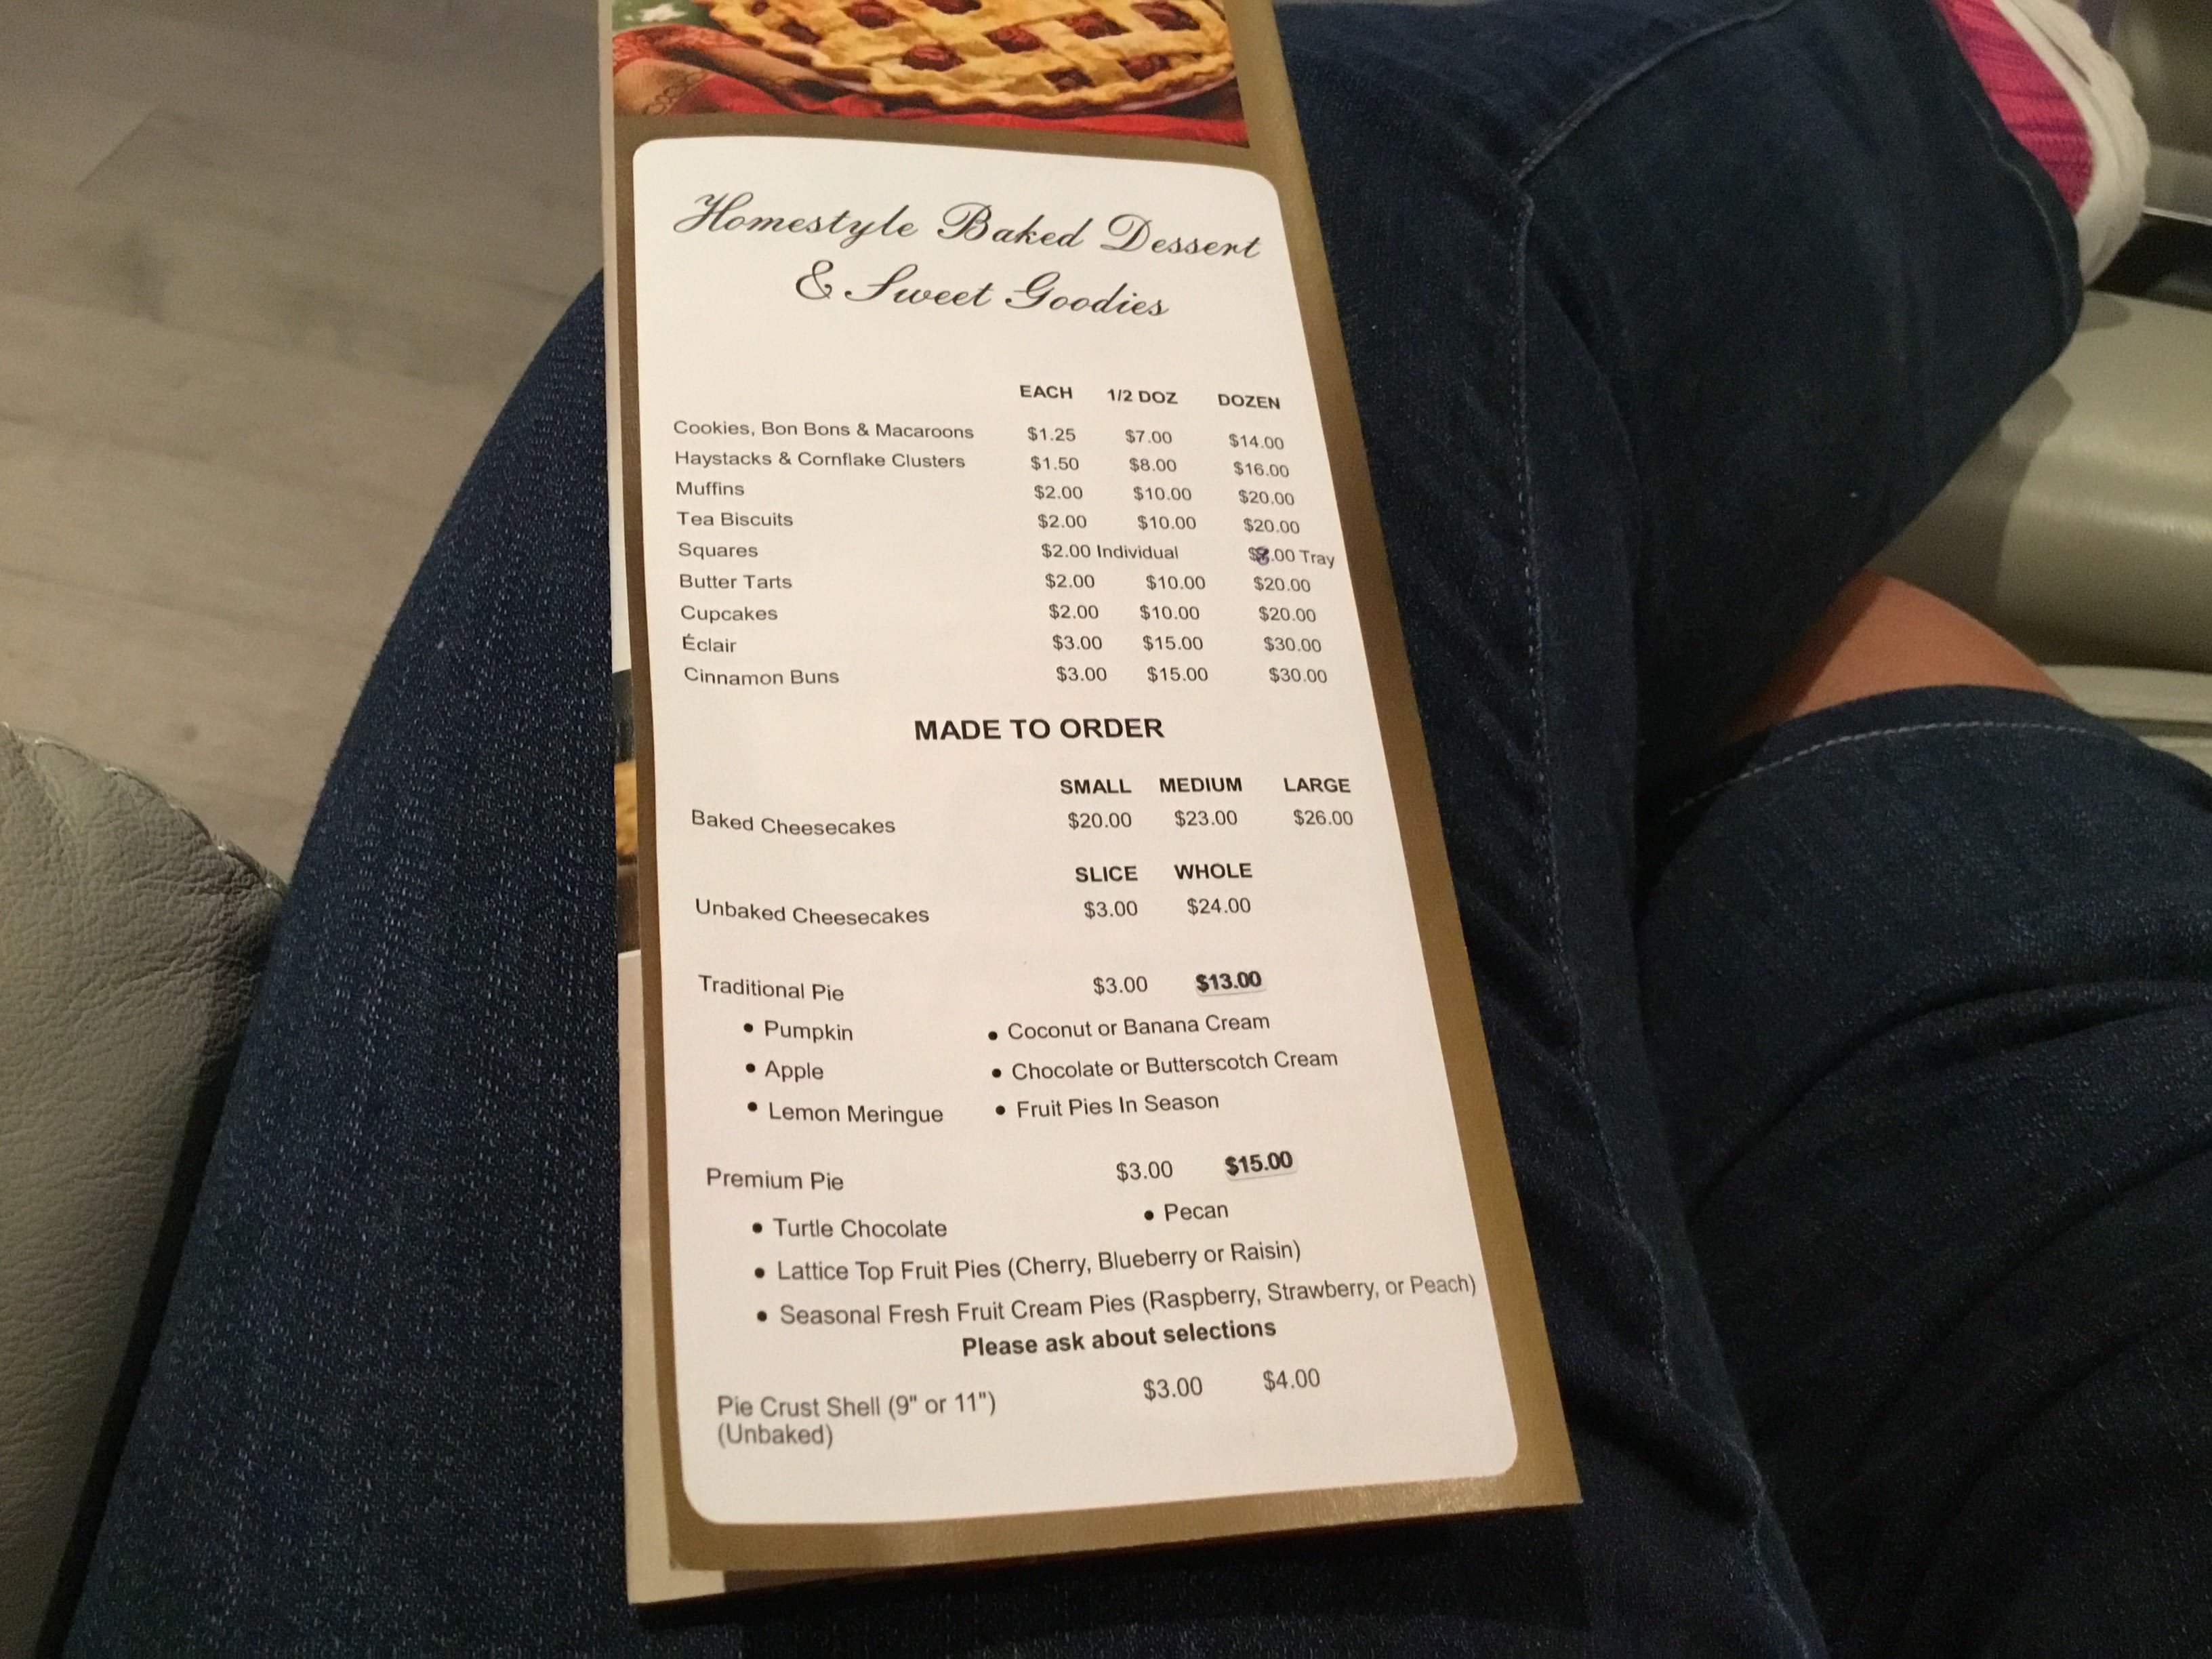 Homestyle Baked Dessert
& Sweet Goodies
EACH 1/2 DOZ DOZEN
Cookies, Bon Bons & Macaroons $1.25 $7.00 $14.00
Haystacks & Cornflake Clusters $1.50 $8.00 $16.00
Muffins $2.00 $10.00 $20.00
Tea Biscuits $2.00 $10.00 $20.00
Squares $2.00 Individual $8.00 Tray
Butter Tarts $2.00 $10.00 $20.00
Cupcakes $2.00 $10.00 $20.00
Éclair $3.00 $15.00 $30.00
Cinnamon Buns $3.00 $15.00 $30.00
MADE TO ORDER
SMALL MEDIUM LARGE
Baked Cheesecakes $20.00 $23.00 $26.00
SLICE WHOLE
Unbaked Cheesecakes $3.00 $24.00
Traditional Pie $3.00 $13.00
• Pumpkin • Coconut or Banana Cream
• Apple • Chocolate or Butterscotch Cream
• Lemon Meringue • Fruit Pies In Season
Premium Pie $3.00 $15.00
• Turtle Chocolate • Pecan
• Lattice Top Fruit Pies (Cherry, Blueberry or Raisin)
• Seasonal Fresh Fruit Cream Pies (Raspberry, Strawberry, or Peach)
Please ask about selections
Pie Crust Shell (9" or 11") $3.00 $4.00
(Unbaked)